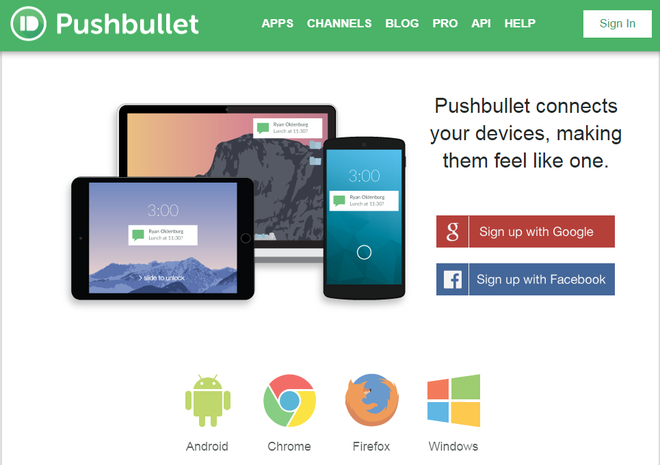 Pushbullet
APPS CHANNELS BLOG PRO API HELP
Sign In
Pushbullet connects
your devices, making
them feel like one.
Ryan Oldenburg
Lunch at 11:30?
3:00
Ryan Oldenburg
Lunch at 11:30?
slide to unlock
3:00
Ryan Oldenburg
Lunch at 11:30?
g Sign up with Google
f Sign up with Facebook
Android Chrome Firefox Windows